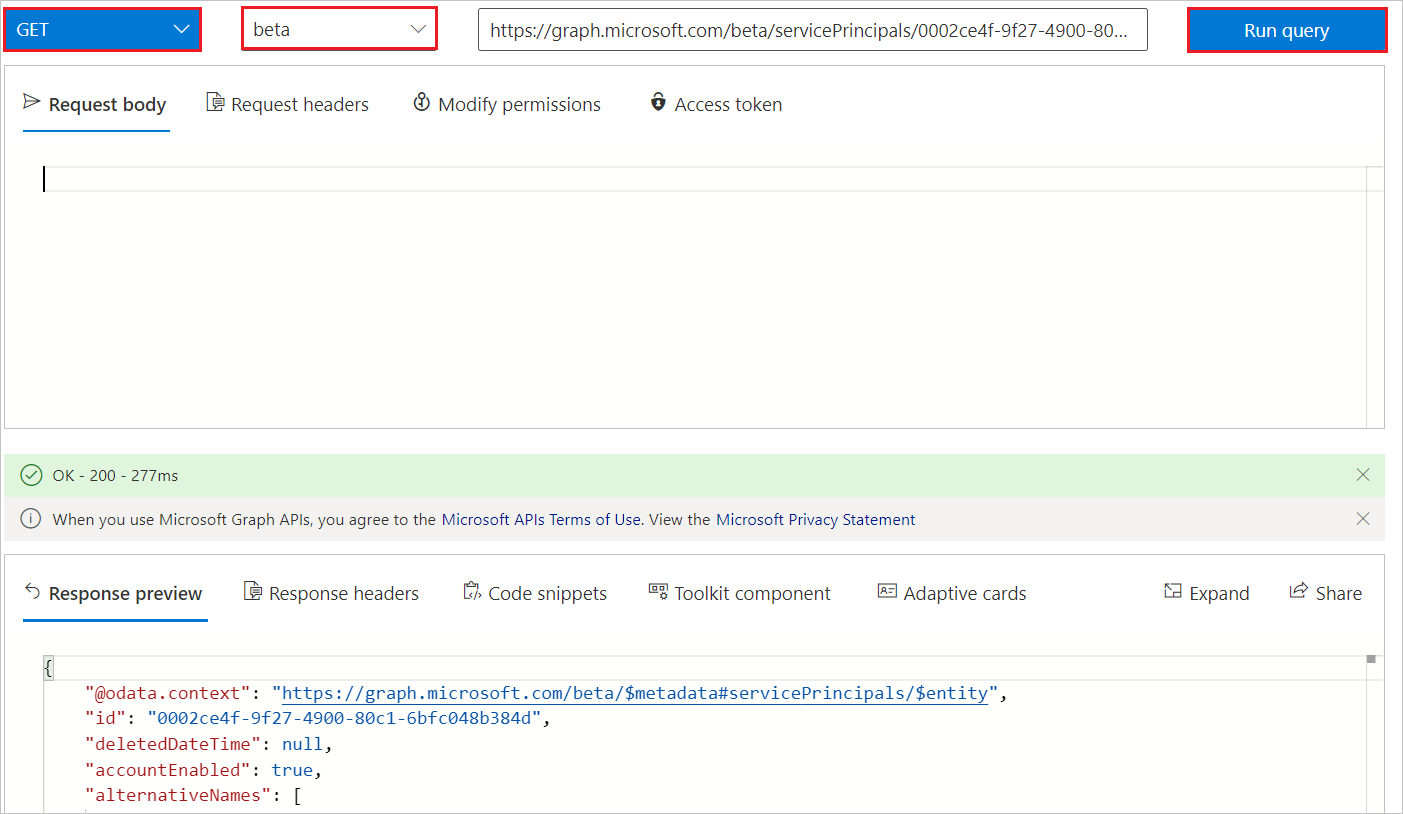 GET beta https://graph.microsoft.com/beta/servicePrincipals/0002ce4f-9f27-4900-80... Run query
Request body Request headers Modify permissions Access token
OK - 200 - 277ms
When you use Microsoft Graph APIs, you agree to the Microsoft APIs Terms of Use. View the Microsoft Privacy Statement
Response preview Response headers Code snippets Toolkit component Adaptive cards Expand Share
{
"@odata.context": "https://graph.microsoft.com/beta/$metadata#servicePrincipals/$entity",
"id": "0002ce4f-9f27-4900-80c1-6bfc048b384d",
"deletedDateTime": null,
"accountEnabled": true,
"alternativeNames": [